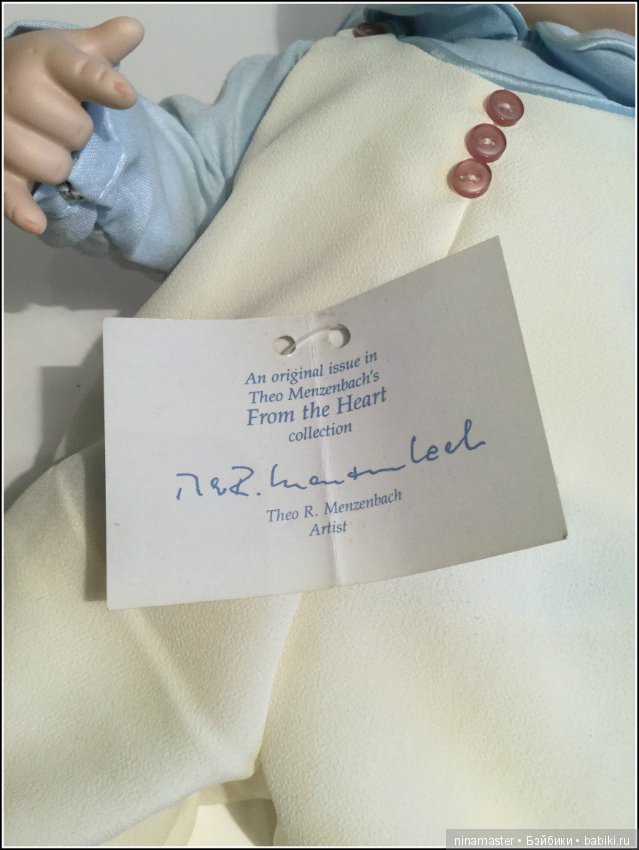 An original issue in
Theo Menzenbach's
From the Heart
collection
Theo R. Menzenbach
Artist
ninamaster • Бэйбики • babiki.ru